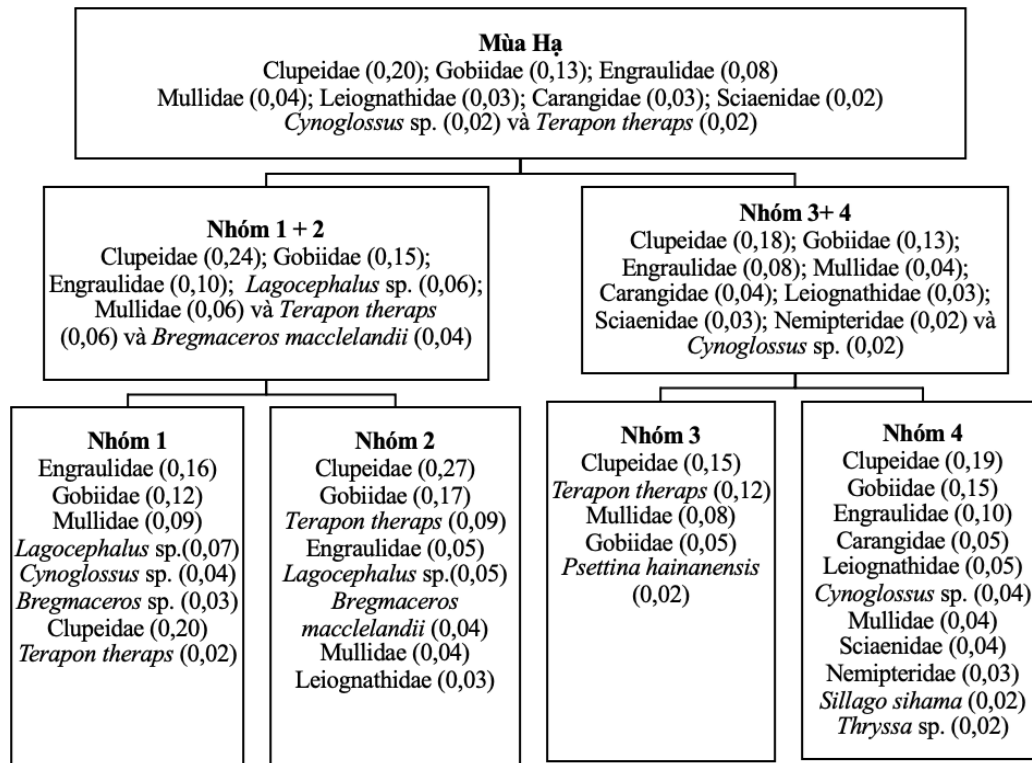 Mùa Hạ
Clupeidae (0,20); Gobiidae (0,13); Engraulidae (0,08)
Mullidae (0,04); Leiognathidae (0,03); Carangidae (0,03); Sciaenidae (0,02)
Cynoglossus sp. (0,02) và Terapon theraps (0,02)
Nhóm 1 + 2
Clupeidae (0,24); Gobiidae (0,15);
Engraulidae (0,10); Lagocephalus sp. (0,06);
Mullidae (0,06) và Terapon theraps
(0,06) và Bregmaceros macclelandii (0,04)
Nhóm 3+ 4
Clupeidae (0,18); Gobiidae (0,13);
Engraulidae (0,08); Mullidae (0,04);
Carangidae (0,04); Leiognathidae (0,03);
Sciaenidae (0,03); Nemipteridae (0,02) và
Cynoglossus sp. (0,02)
Nhóm 1
Engraulidae (0,16)
Gobiidae (0,12)
Mullidae (0,09)
Lagocephalus sp.(0,07)
Cynoglossus sp. (0,04)
Bregmaceros sp. (0,03)
Clupeidae (0,20)
Terapon theraps (0,02)
Nhóm 2
Clupeidae (0,27)
Gobiidae (0,17)
Terapon theraps (0,09)
Engraulidae (0,05)
Lagocephalus sp.(0,05)
Bregmaceros
macclelandii (0,04)
Mullidae (0,04)
Leiognathidae (0,03)
Nhóm 3
Clupeidae (0,15)
Terapon theraps (0,12)
Mullidae (0,08)
Gobiidae (0,05)
Psettina hainanensis
(0,02)
Nhóm 4
Clupeidae (0,19)
Gobiidae (0,15)
Engraulidae (0,10)
Carangidae (0,05)
Leiognathidae (0,05)
Cynoglossus sp. (0,04)
Mullidae (0,04)
Sciaenidae (0,04)
Nemipteridae (0,03)
Sillago sihama (0,02)
Thryssa sp. (0,02)